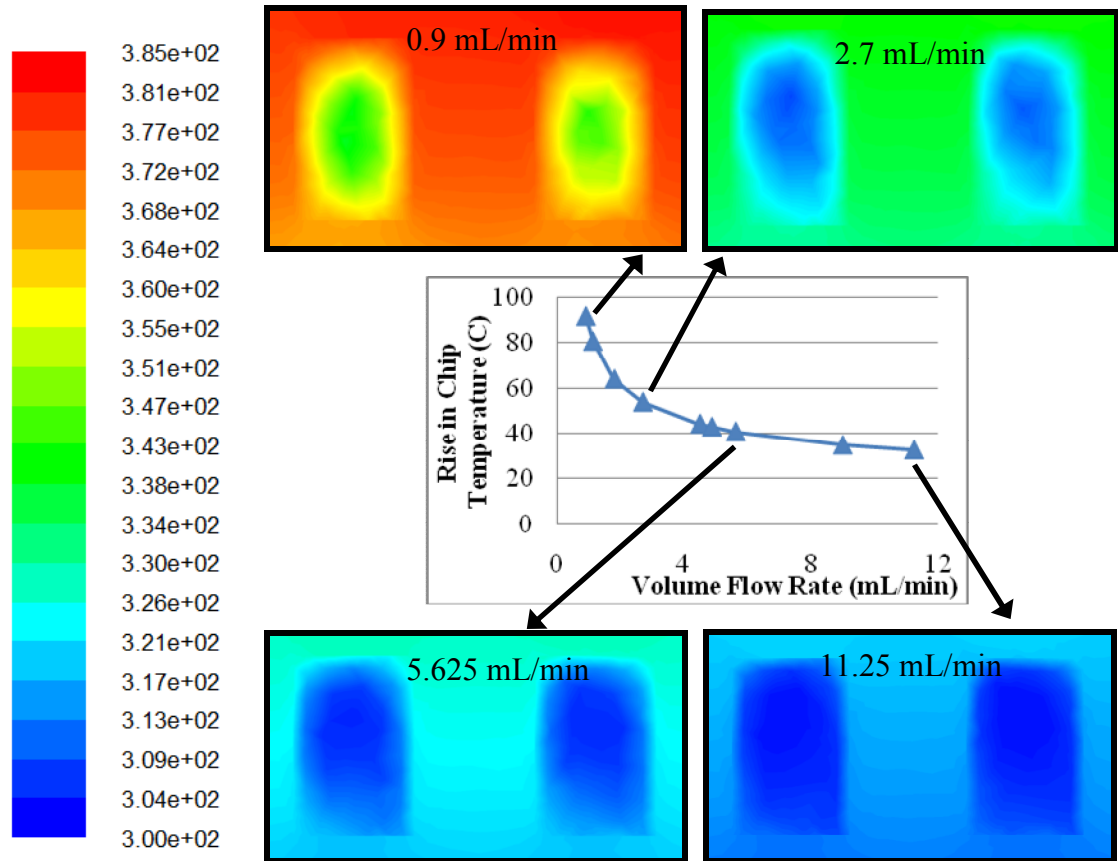 3.85e+02
3.81e+02
3.77e+02
3.72e+02
3.68e+02
3.64e+02
3.60e+02
3.55e+02
3.51e+02
3.47e+02
3.43e+02
3.38e+02
3.34e+02
3.30e+02
3.26e+02
3.21e+02
3.17e+02
3.13e+02
3.09e+02
3.04e+02
3.00e+02
0.9 mL/min
2.7 mL/min
Rise in Chip
Temperature (C)
100
80
60
40
20
0
0 4 8 12
Volume Flow Rate (mL/min)
5.625 mL/min
11.25 mL/min